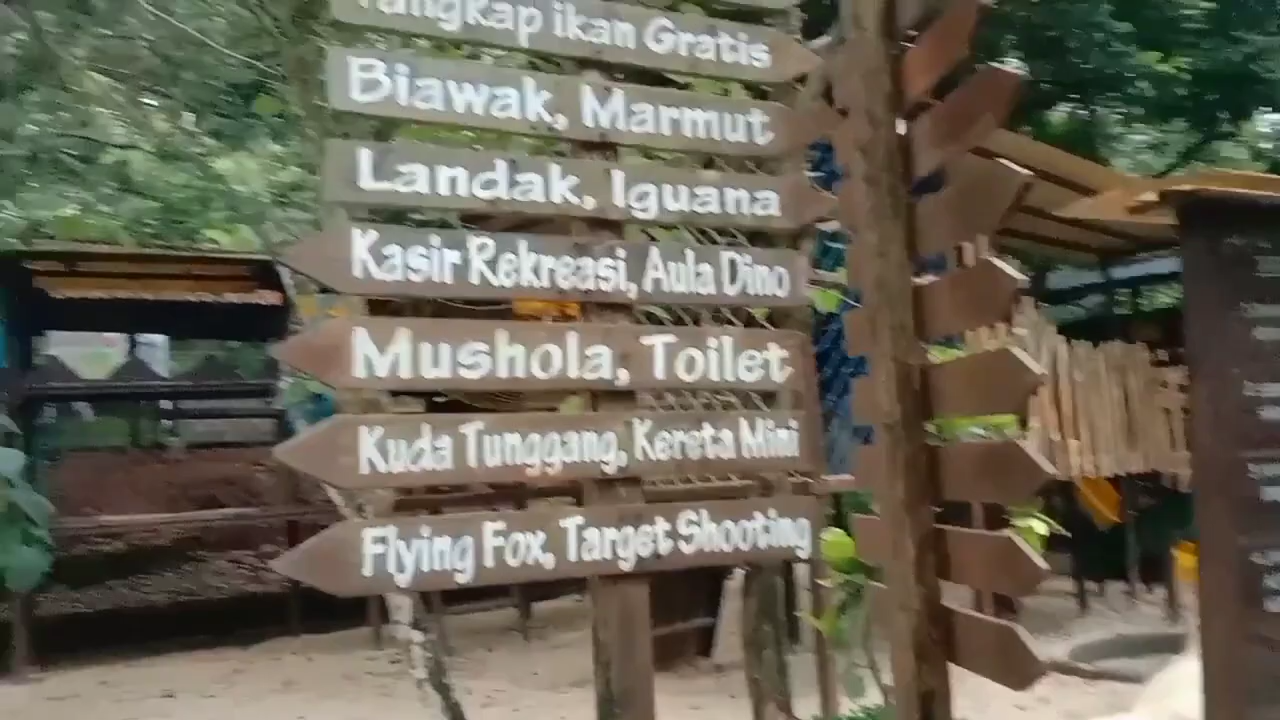 Tangkap ikan Gratis
Biawak, Marmut
Landak, Iguana
Kasir Rekreasi, Aula Dino
Mushola, Toilet
Kuda Tunggang, Kereta Mini
Flying Fox, Target Shooting